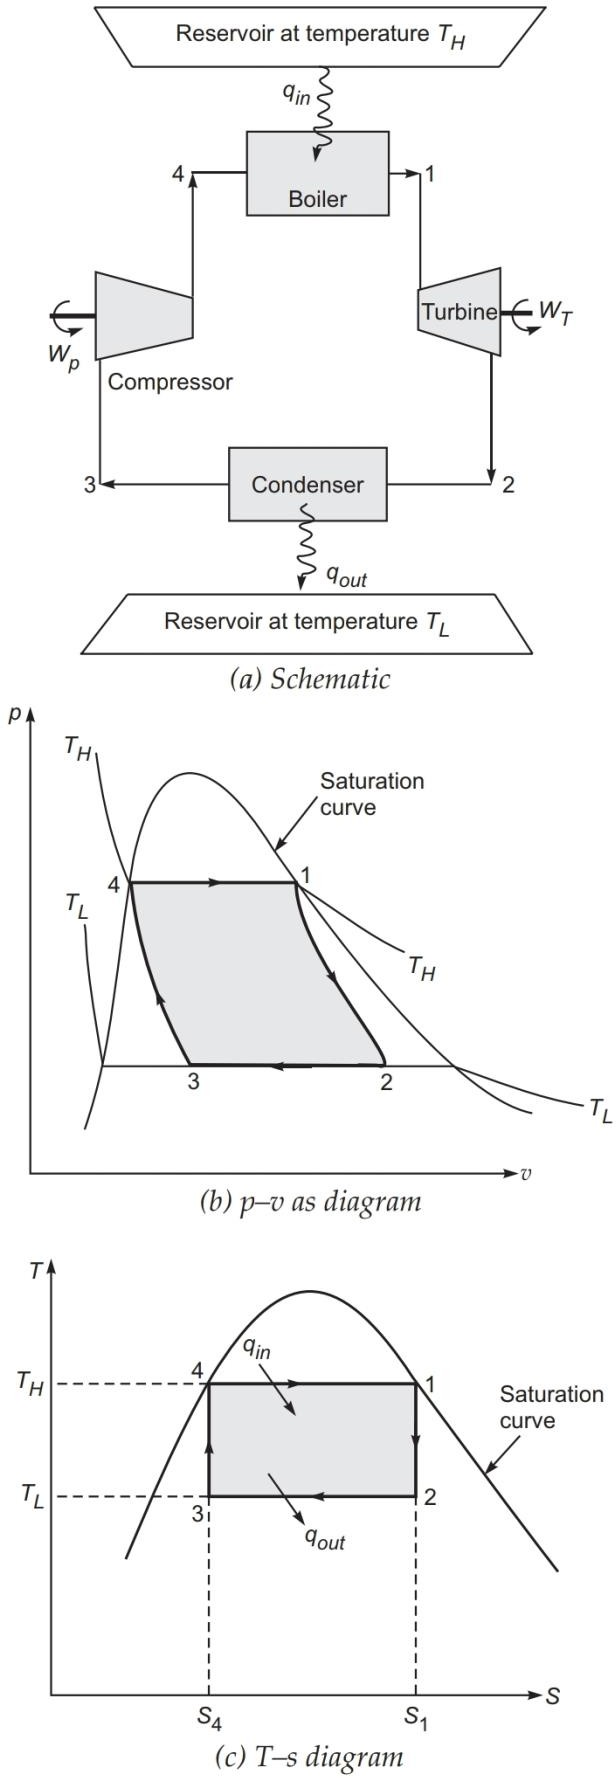 Reservoir at temperature T_H
q_in
4
1
Boiler
Turbine
W_T
W_p
Compressor
3
Condenser
2
q_out
Reservoir at temperature T_L
(a) Schematic
p
T_H
Saturation
curve
4
1
T_L
T_H
3
2
T_L
v
(b) p–v as diagram
T
q_in
4
T_H
1
Saturation
curve
T_L
3
2
q_out
S
S_4
S_1
(c) T–s diagram